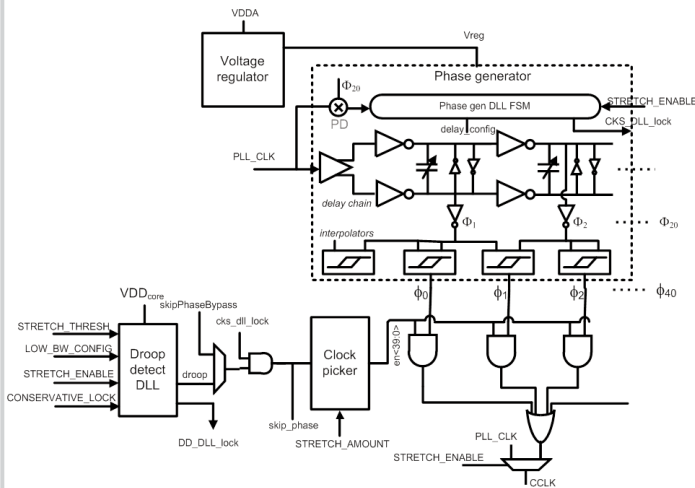 VDDA
Voltage
regulator
Vreg
Phase generator
Φ20
PD
Phase gen DLL FSM
STRETCH_ENABLE
CKS_DLL_lock
delay_config
PLL_CLK
delay chain
Φ1
Φ2
Φ20
interpolators
ϕ0
ϕ1
ϕ2
ϕ40
VDDcore
skipPhaseBypass
cks_dll_lock
STRETCH_THRESH
LOW_BW_CONFIG
STRETCH_ENABLE
CONSERVATIVE_LOCK
Droop
detect
DLL
droop
DD_DLL_lock
skip_phase
Clock
picker
STRETCH_AMOUNT
en<39:0>
PLL_CLK
STRETCH_ENABLE
CCLK